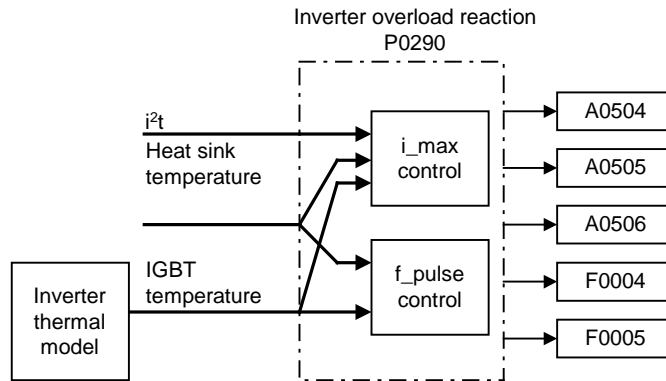 Inverter overload reaction
P0290
i²t
Heat sink
temperature
i_max
control
IGBT
temperature
f_pulse
control
Inverter
thermal
model
A0504
A0505
A0506
F0004
F0005